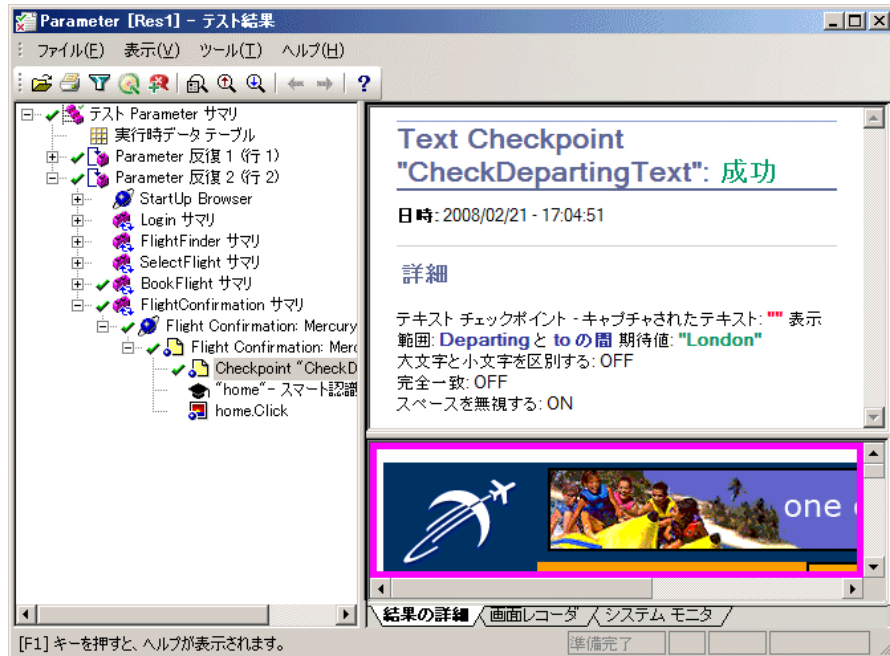 Parameter [Res1] - テスト結果
ファイル(F) 表示(V) ツール(T) ヘルプ(H)
テスト Parameter サマリ
実行時データ テーブル
Parameter 反復 1 (行 1)
Parameter 反復 2 (行 2)
StartUp Browser
Login サマリ
FlightFinder サマリ
SelectFlight サマリ
BookFlight サマリ
FlightConfirmation サマリ
Flight Confirmation: Mercury
Flight Confirmation: Merc
Checkpoint "CheckD
"home"- スマート認識
home.Click
Text Checkpoint
"CheckDepartingText": 成功
日時: 2008/02/21 - 17:04:51
詳細
テキスト チェックポイント - キャプチャされたテキスト: "" 表示
範囲: Departing と to の間 期待値: "London"
大文字と小文字を区別する: OFF
完全一致: OFF
スペースを無視する: ON
one
結果の詳細 画面レコーダ システム モニタ
[F1] キーを押すと、ヘルプが表示されます。
準備完了